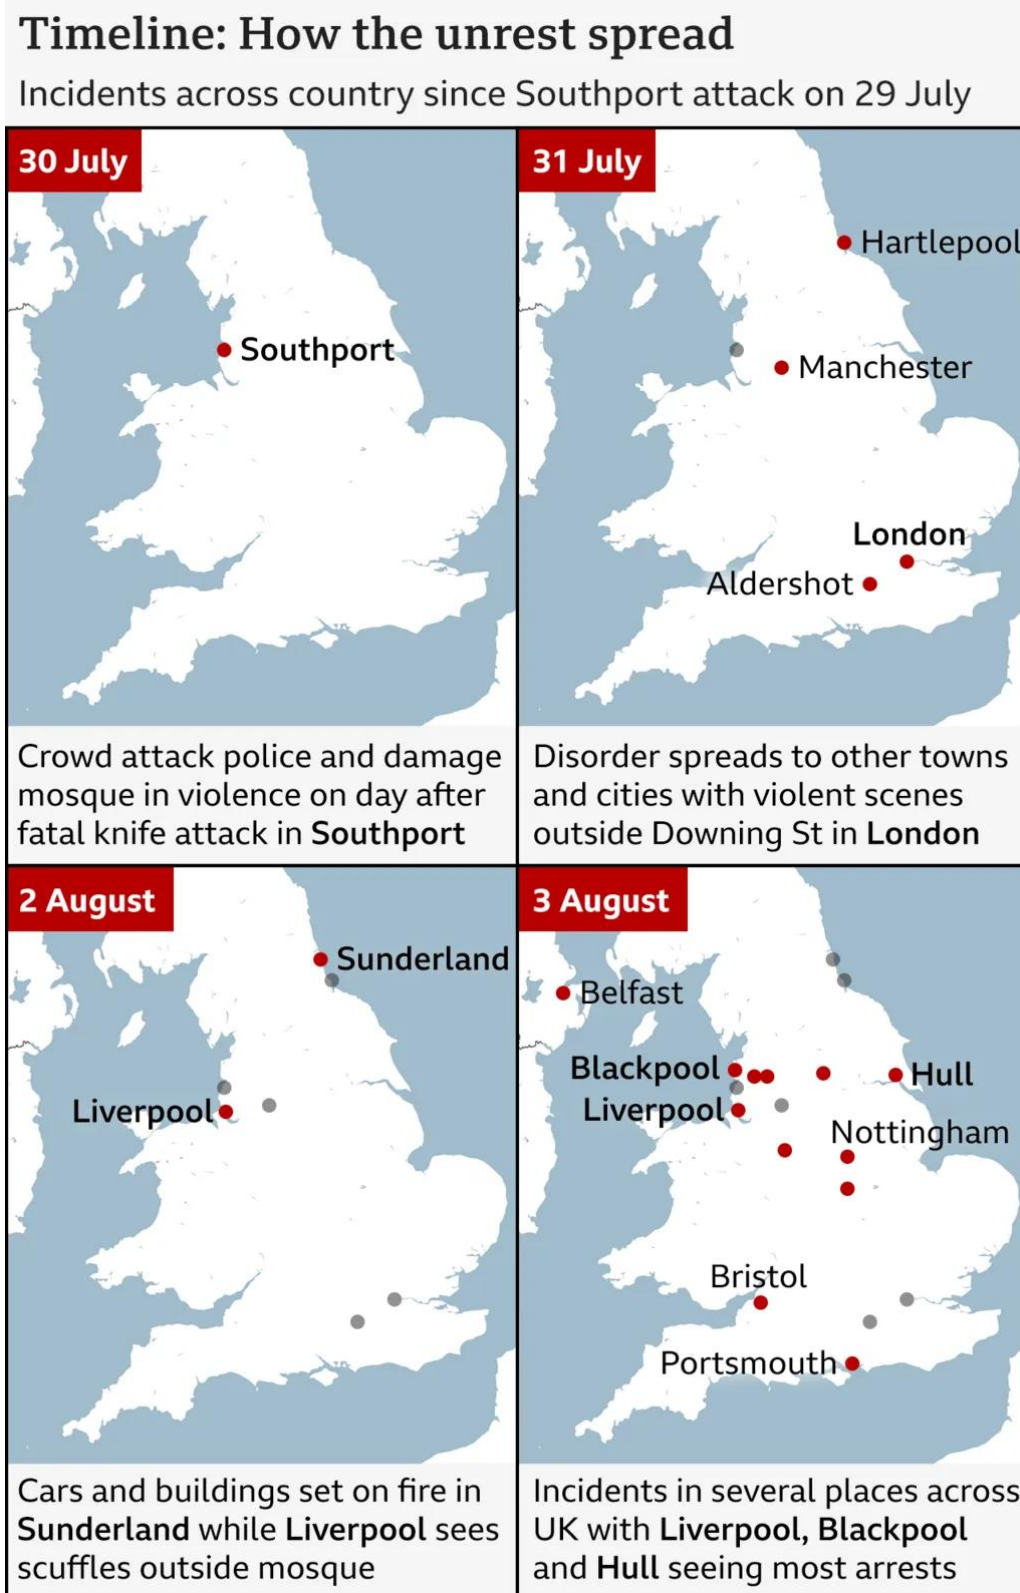 Timeline: How the unrest spread
Incidents across country since Southport attack on 29 July
30 July
Southport
Crowd attack police and damage
mosque in violence on day after
fatal knife attack in Southport
31 July
Hartlepool
Manchester
London
Aldershot
Disorder spreads to other towns
and cities with violent scenes
outside Downing St in London
2 August
Sunderland
Liverpool
Cars and buildings set on fire in
Sunderland while Liverpool sees
scuffles outside mosque
3 August
Belfast
Blackpool
Hull
Liverpool
Nottingham
Bristol
Portsmouth
Incidents in several places across
UK with Liverpool, Blackpool
and Hull seeing most arrests